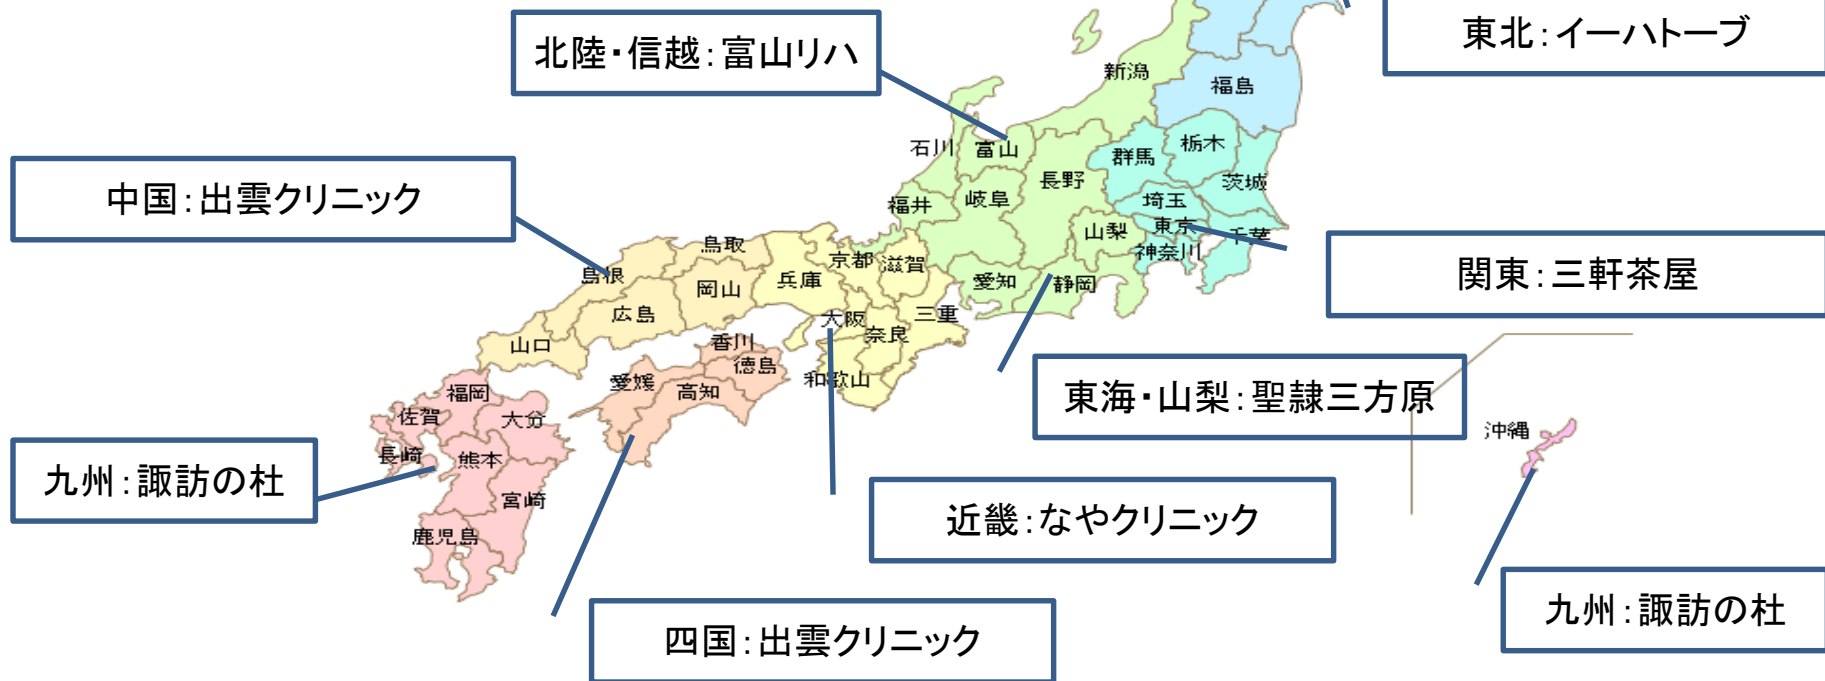 東北：イーハトーブ
北陸・信越：富山リハ
新潟
福島
石川
富山
群馬
栃木
長野
茨城
中国：出雲クリニック
福井
岐阜
埼玉
東京
山梨
千葉
神奈川
関東：三軒茶屋
鳥取
京都
滋賀
島根
岡山
兵庫
愛知
静岡
広島
大阪
三重
奈良
山口
香川
徳島
和歌山
愛媛
高知
東海・山梨：聖隷三方原
福岡
佐賀
大分
沖縄
長崎
熊本
九州：諏訪の杜
宮崎
近畿：なやクリニック
鹿児島
九州：諏訪の杜
四国：出雲クリニック